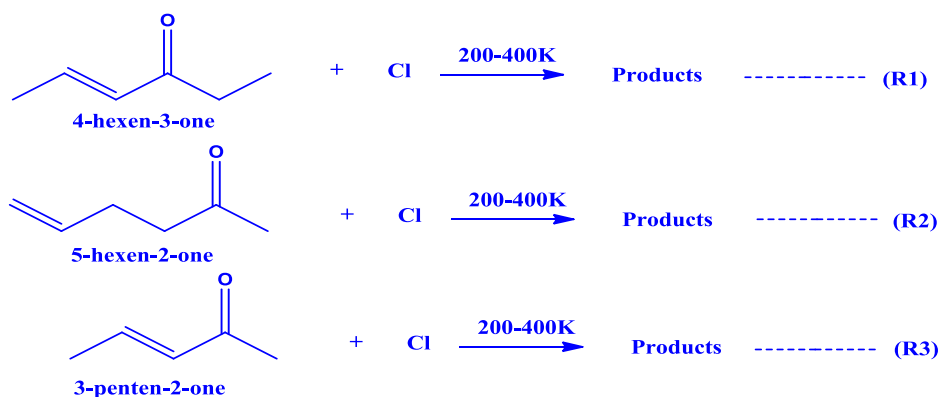 O
+ Cl 200-400K Products ---------------- (R1)
4-hexen-3-one
O
+ Cl 200-400K Products ---------------- (R2)
5-hexen-2-one
O
+ Cl 200-400K Products ---------------- (R3)
3-penten-2-one